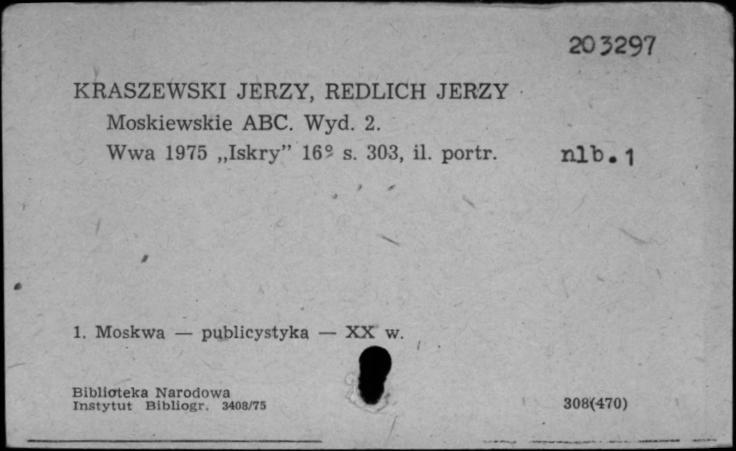 203297
KRASZEWSKI JERZY, REDLICH JERZY
Moskiewskie ABC. Wyd. 2.
Wwa 1975 „Iskry” 16º s. 303, il. portr. nlb. 1
1. Moskwa — publicystyka — XX w.
Biblioteka Narodowa
Instytut Bibliogr. 3408/75 308(470)